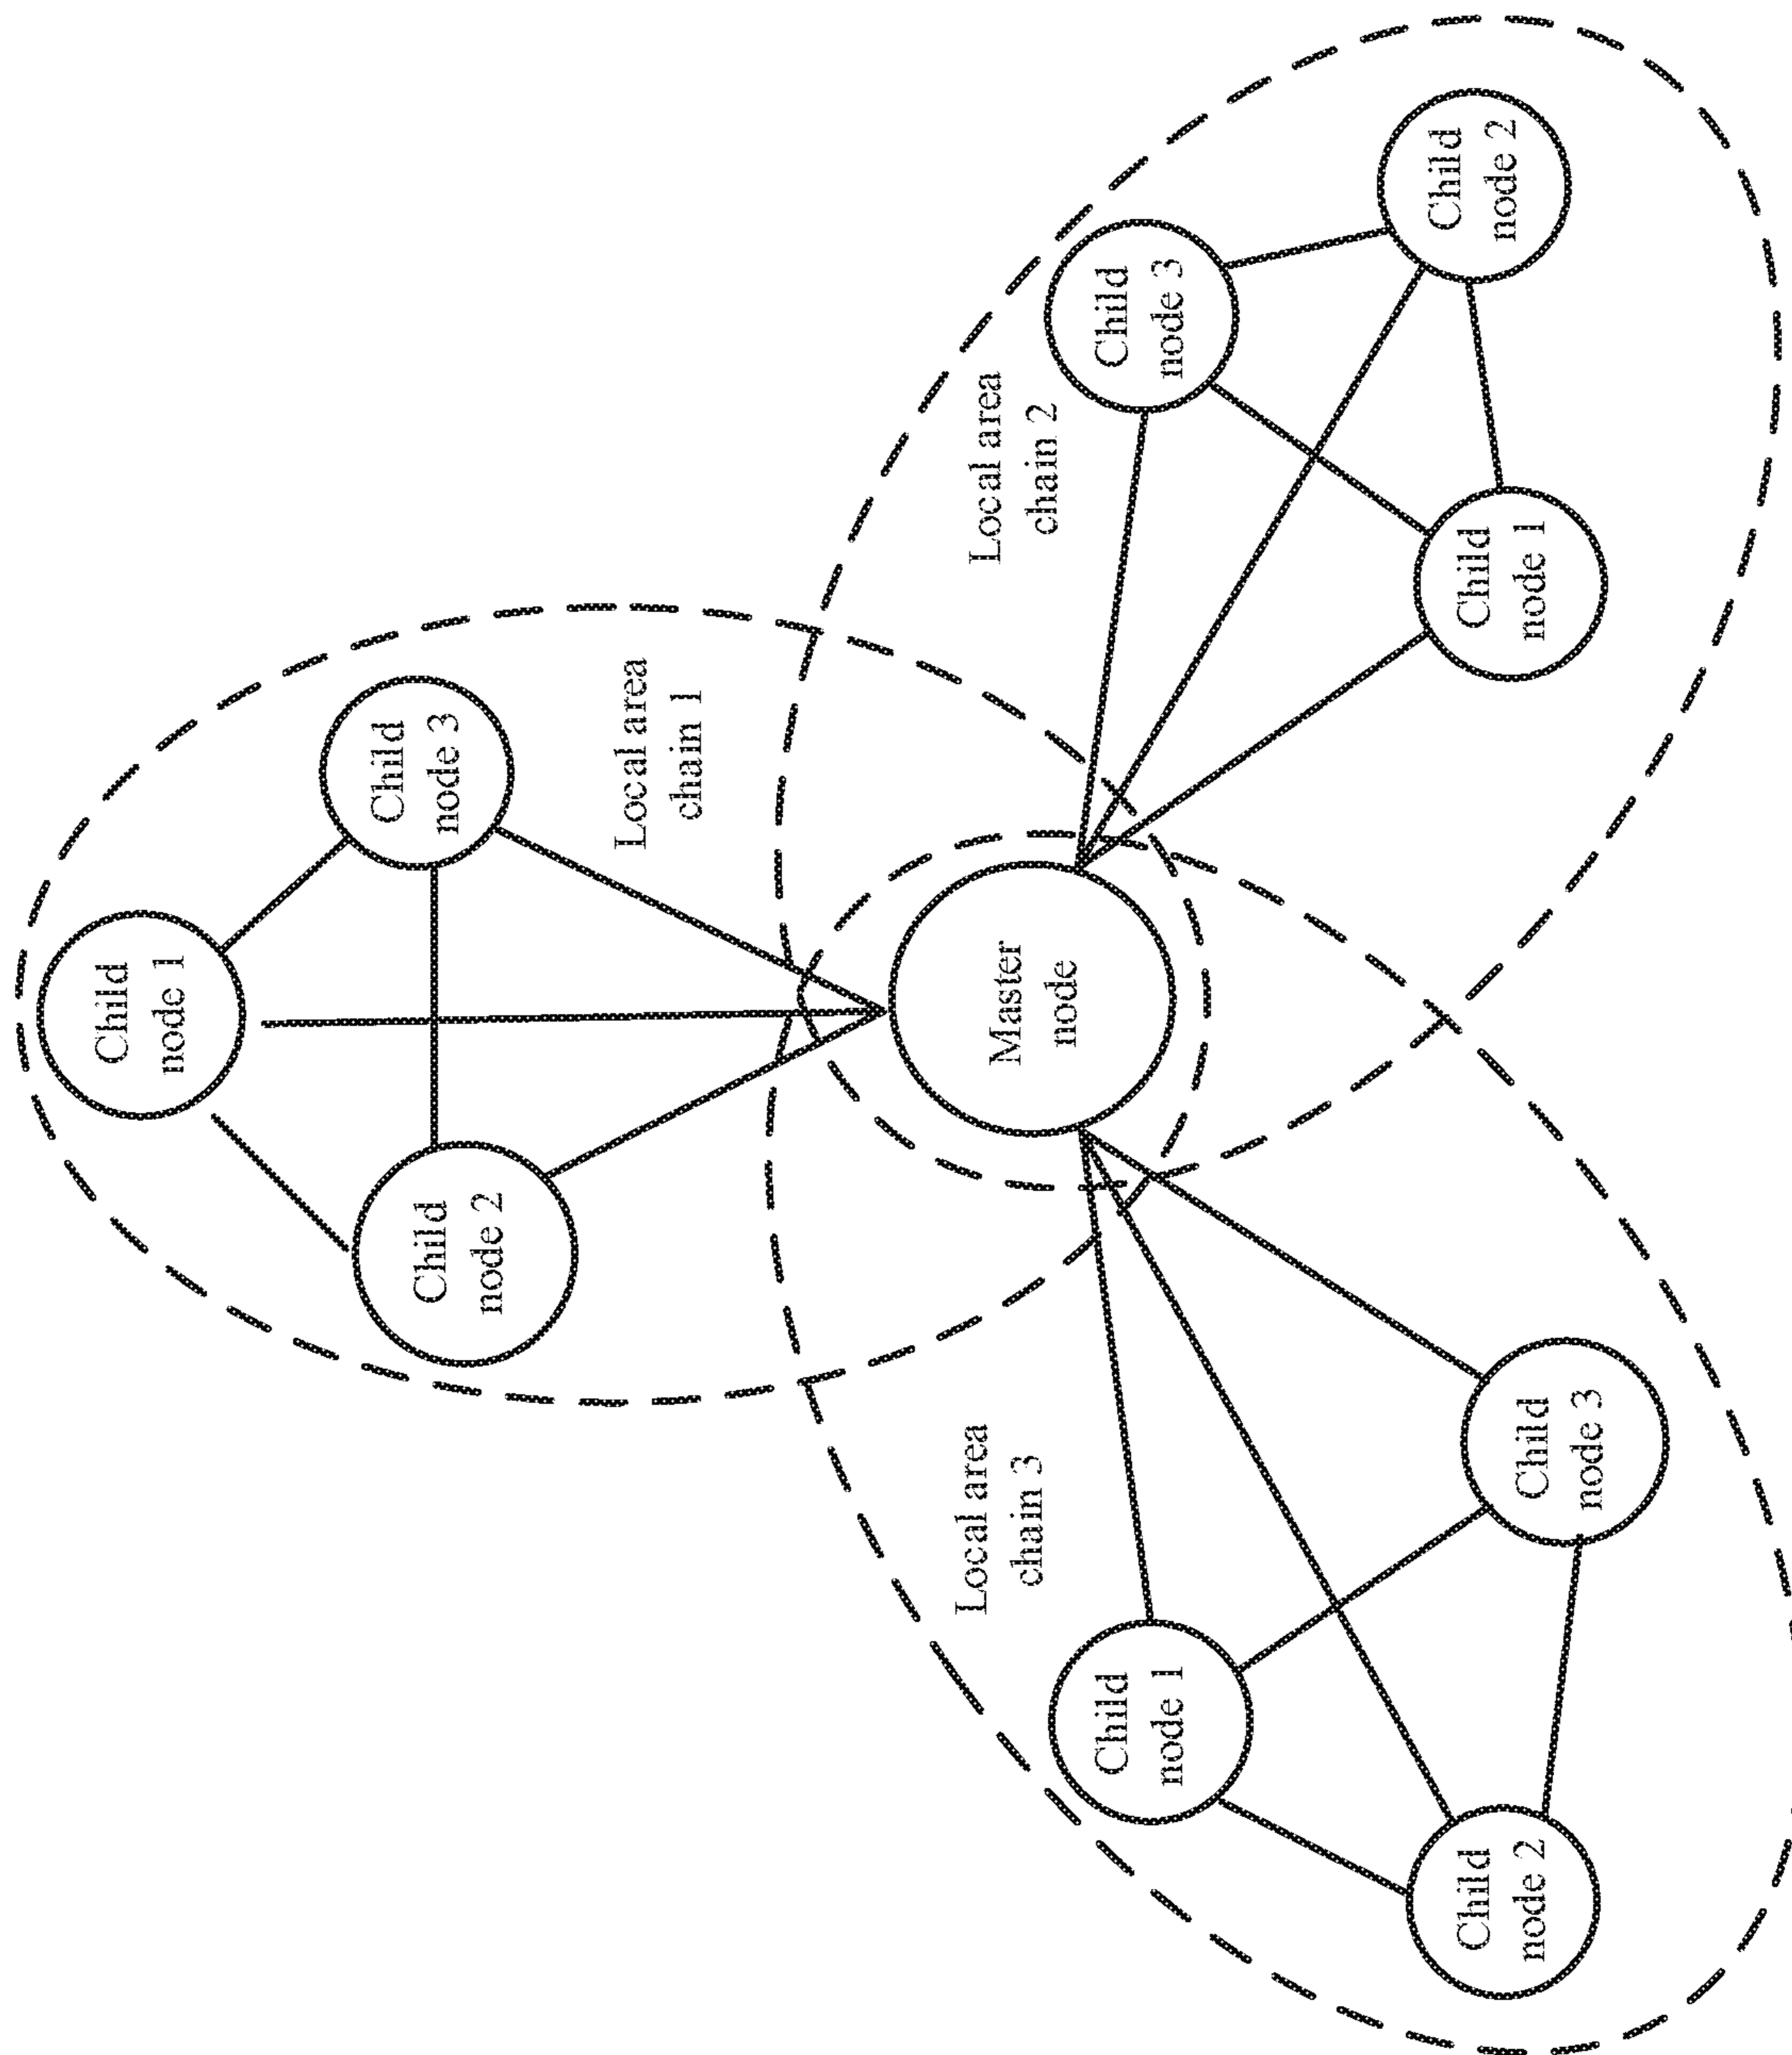 Child
node 1
Child
node 2
Child
node 3
Local area
chain 1
Master
node
Local area
chain 2
Child
node 3
Child
node 2
Child
node 1
Local area
chain 3
Child
node 1
Child
node 2
Child
node 3